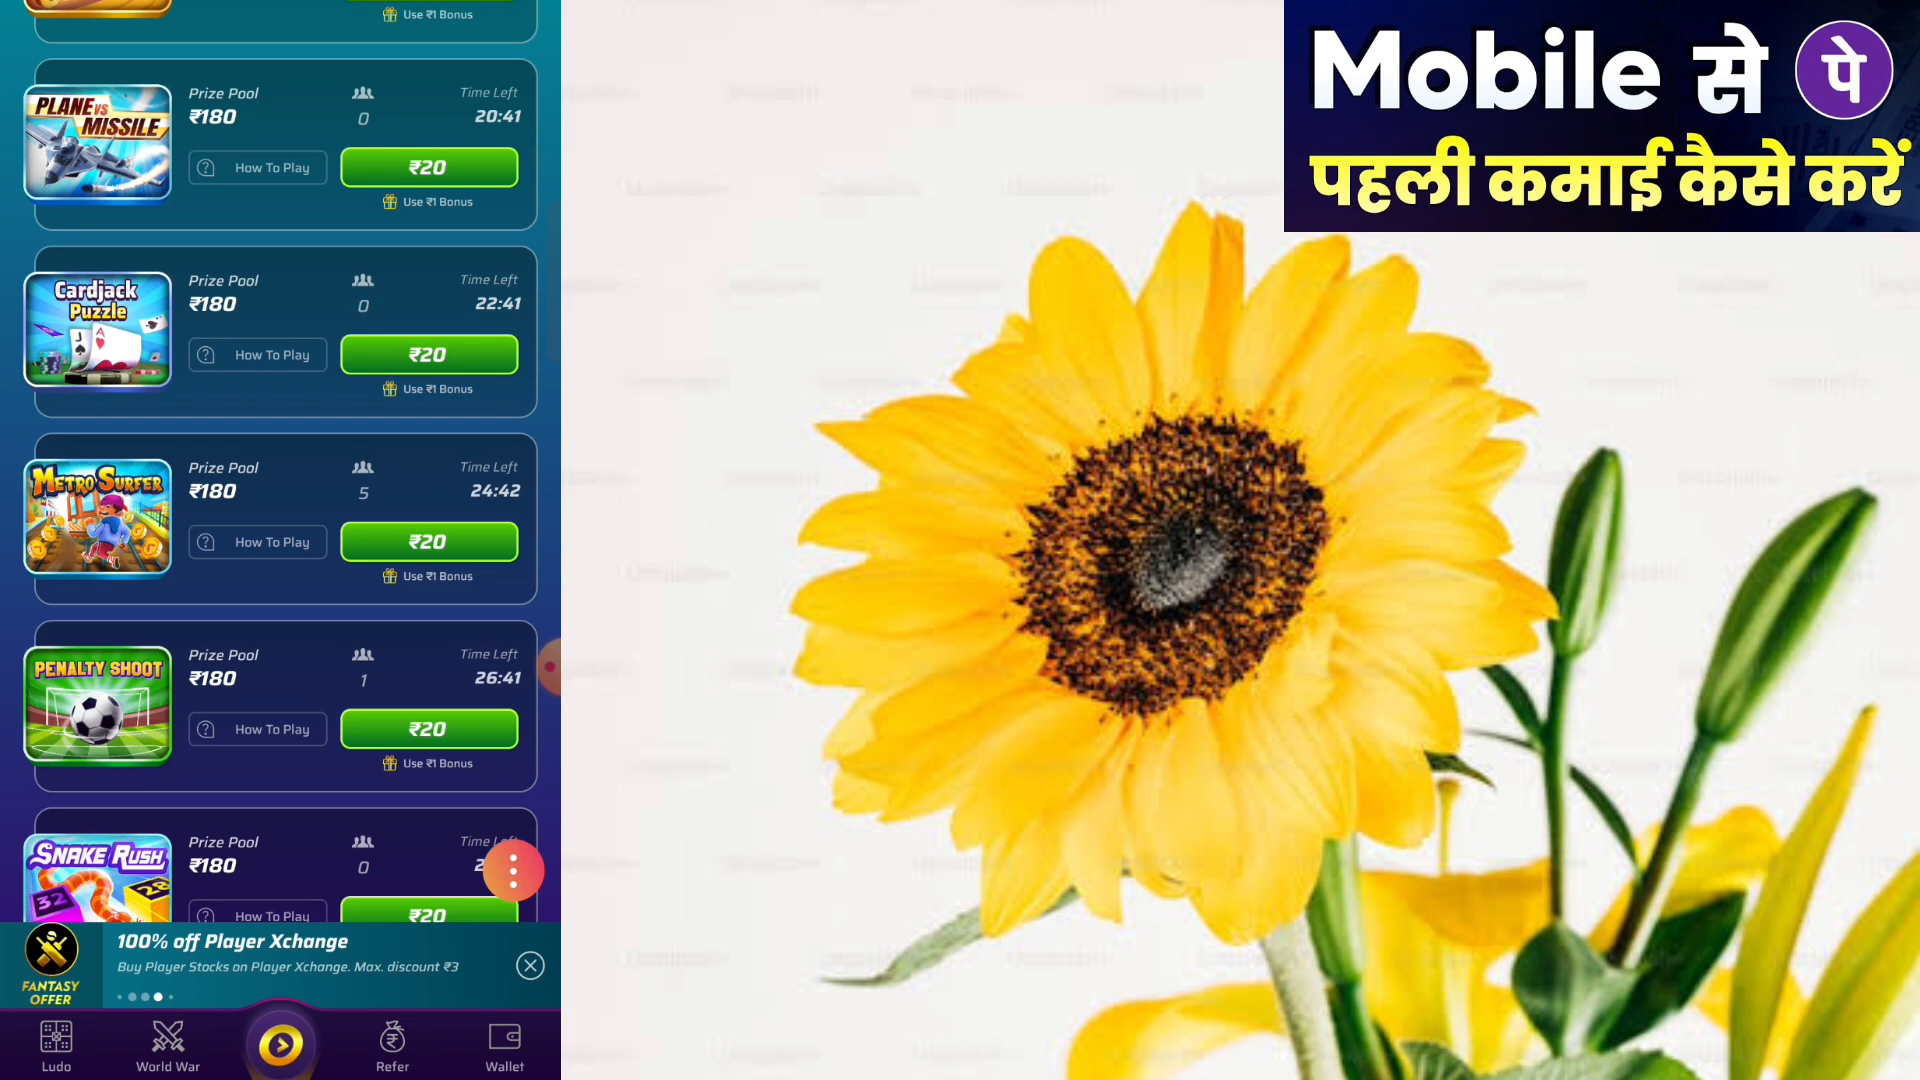 Use ₹1 Bonus
PLANE VS
MISSILE
Prize Pool
₹180
0
Time Left
20:41
How To Play
₹20
Use ₹1 Bonus
Cardjack
Puzzle
Prize Pool
₹180
0
Time Left
22:41
How To Play
₹20
Use ₹1 Bonus
METRO SURFER
Prize Pool
₹180
5
Time Left
24:42
How To Play
₹20
Use ₹1 Bonus
PENALTY SHOOT
Prize Pool
₹180
1
Time Left
26:41
How To Play
₹20
Use ₹1 Bonus
SNAKE RUSH
32
28
Prize Pool
₹180
0
How To Play
₹20
FANTASY
OFFER
100% off Player Xchange
Buy Player Stocks on Player Xchange. Max. discount ₹3
Ludo
World War
Refer
Wallet
Mobile से पे
पहली कमाई कैसे करें